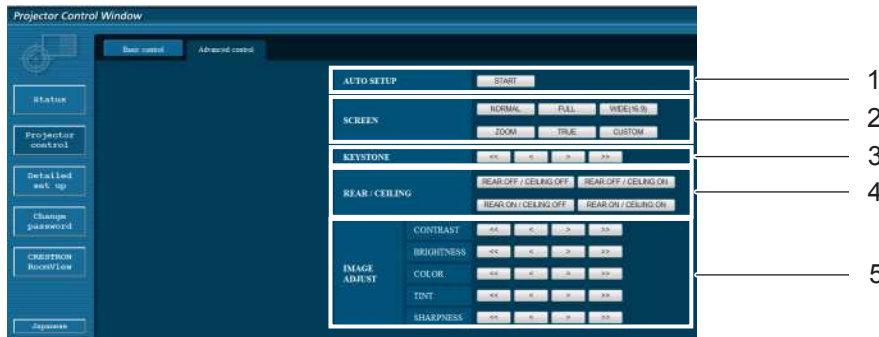 Projector Control Window
Basic control
Advanced control
Status
Projector
control
Detailed
set up
Change
password
CRESTRON
RoomView
Japanese
AUTO SETUP
START
1
SCREEN
NORMAL FULL WIDE(16:9)
ZOOM TRUE CUSTOM
2
KEYSTONE << < > >>
3
REAR / CEILING
REAR:OFF / CEILING:OFF REAR:OFF / CEILING:ON
REAR:ON / CEILING:OFF REAR:ON / CEILING:ON
4
IMAGE
ADJUST
CONTRAST << < > >>
BRIGHTNESS << < > >>
COLOR << < > >>
TINT << < > >>
SHARPNESS << < > >>
5